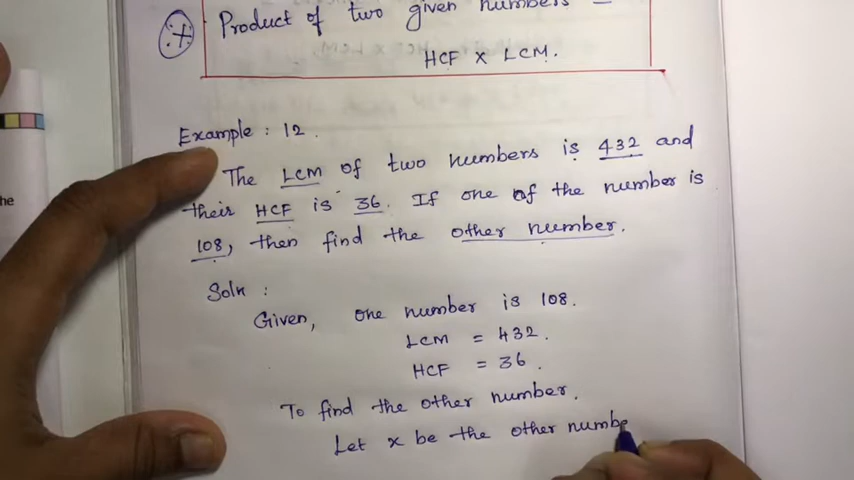 Product of two given numbers =
HCF x LCM.
Example : 12.
The LCM of two numbers is 432 and
their HCF is 36. If one of the number is
108, then find the other number.
Soln :
Given, one number is 108.
LCM = 432.
HCF = 36.
To find the other number.
Let x be the other numbe